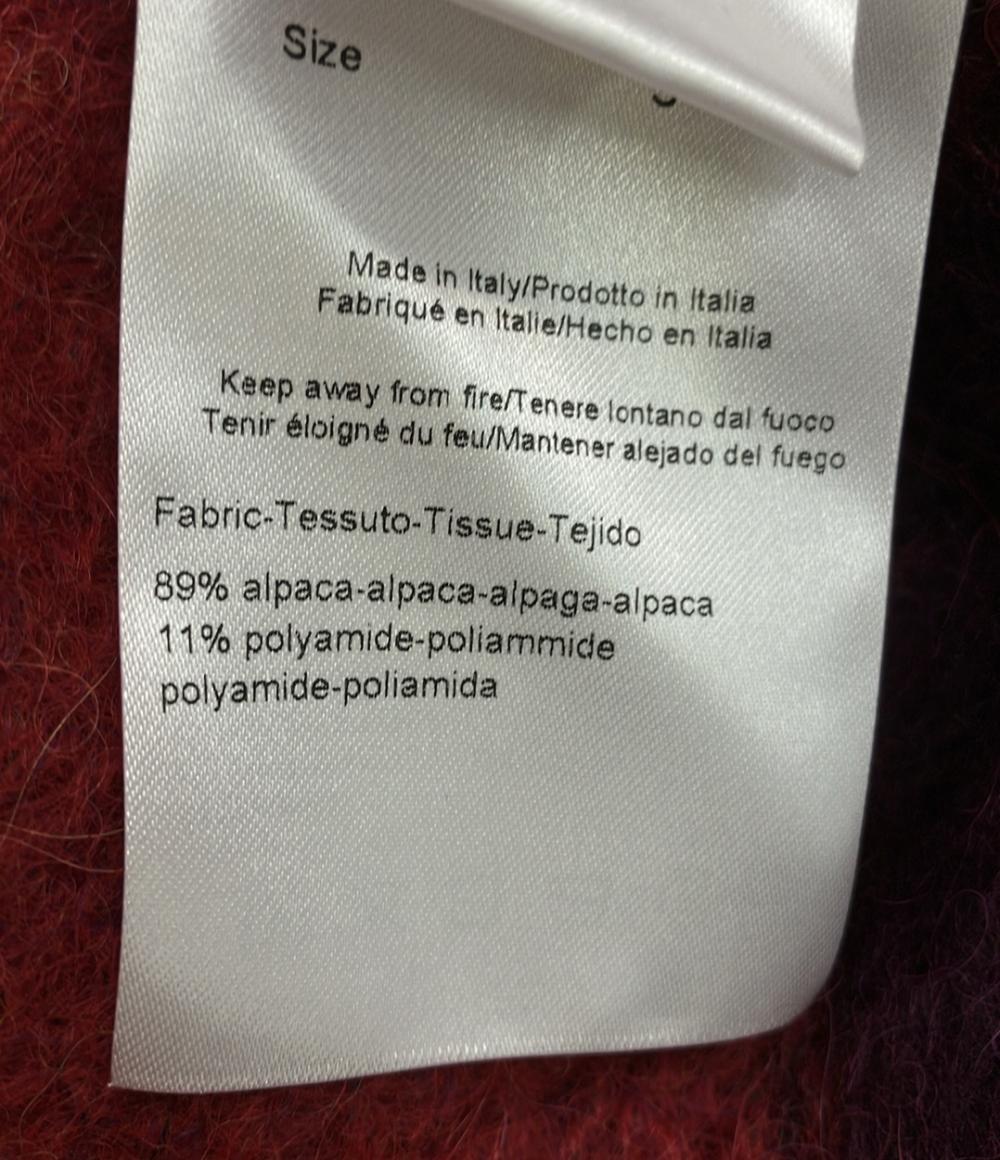 Size
Made in Italy/Prodotto in Italia
Fabriqué en Italie/Hecho en Italia
Keep away from fire/Tenere lontano dal fuoco
Tenir éloigné du feu/Mantener alejado del fuego
Fabric-Tessuto-Tissue-Tejido
89% alpaca-alpaca-alpaga-alpaca
11% polyamide-poliammide
polyamide-poliamida